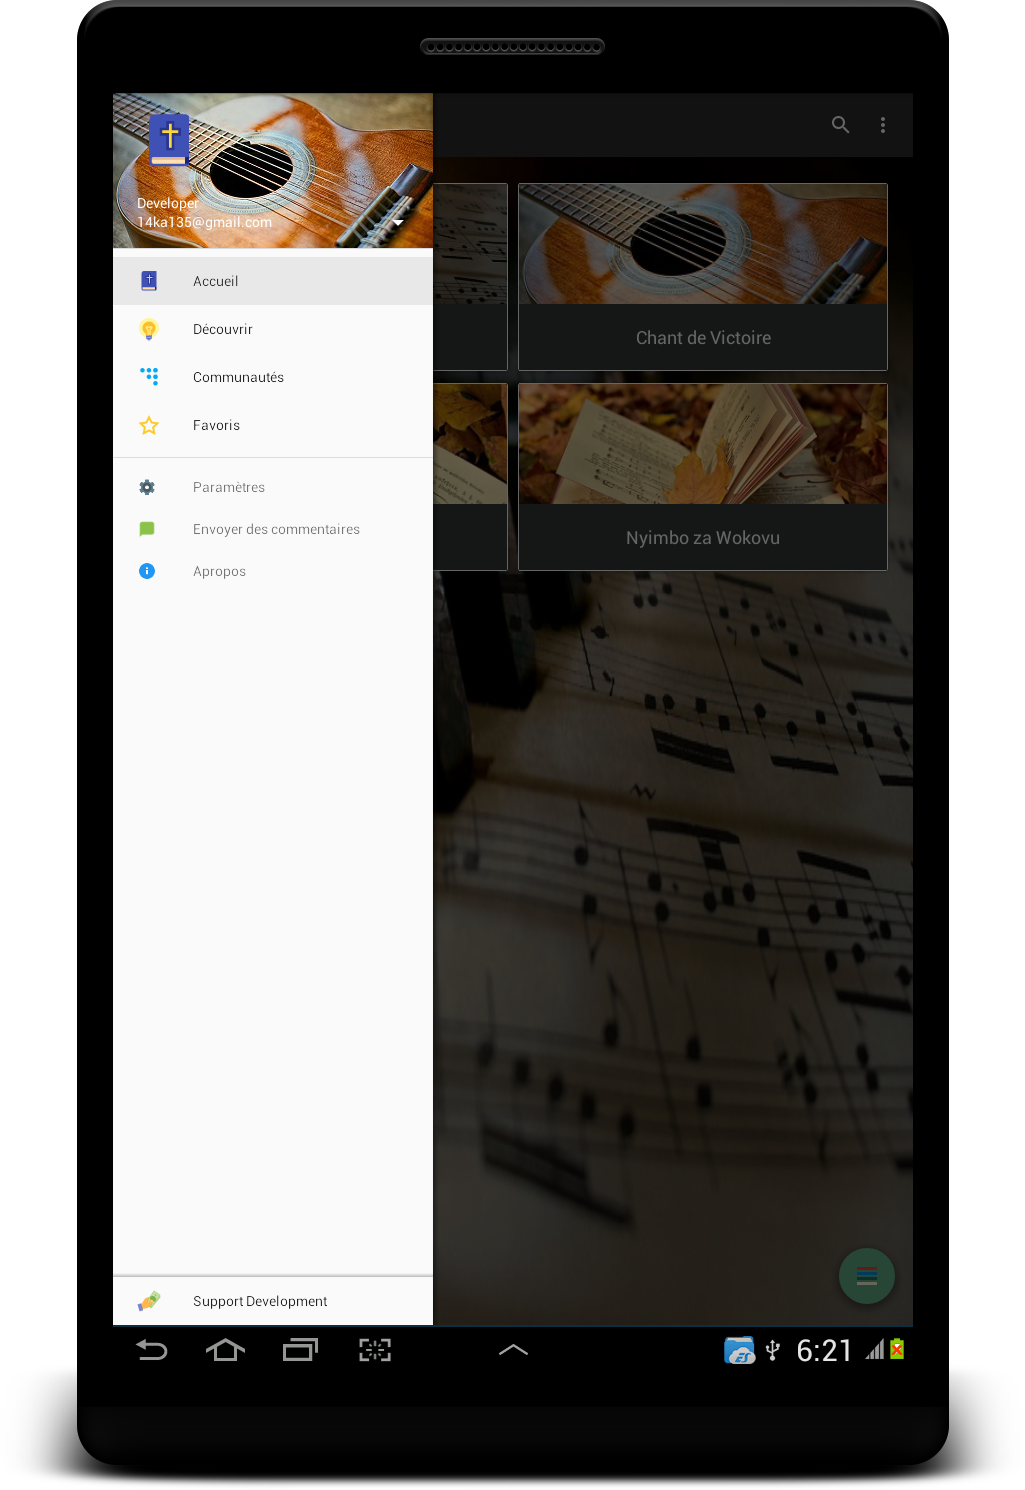 Developer
14ka135@gmail.com
Accueil
Découvrir
Communautés
Favoris
Paramètres
Envoyer des commentaires
Apropos
Support Development
Chant de Victoire
Nyimbo za Wokovu
ES
6:21